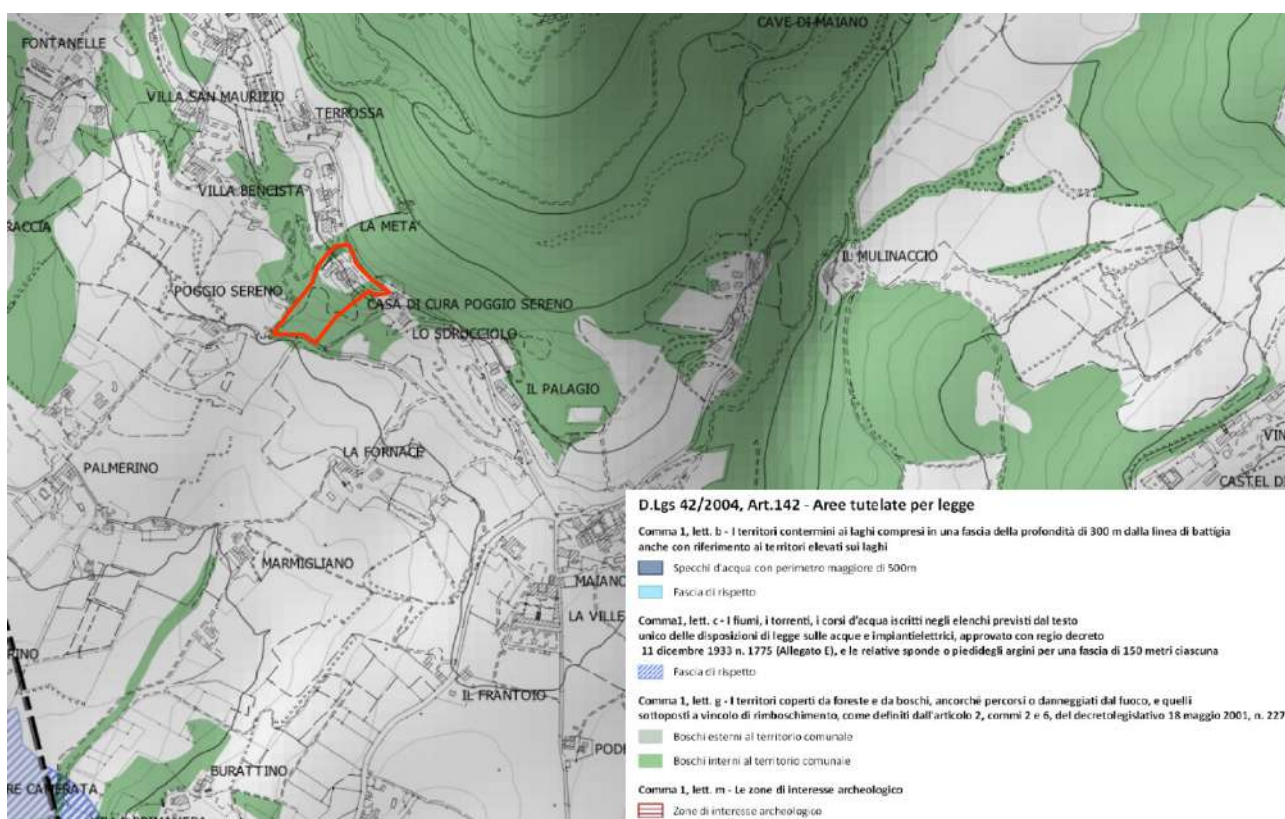 CAVE DI MAIANO
FONTANELLE
VILLA SAN MAURIZIO
TERROSSA
VILLA BENCISTA
RACCIA
LA META'
IL MULINACCIO
POGGIO SERENO
CASA DI CURA POGGIO SERENO
LO SDRUCCIOLO
IL PALAGIO
LA FORNACE
PALMERINO
VIN
CASTEL DI
MARMIGLIANO
MAIANO
LA VILLE
IL FRANTOIO
PODE
BURATTINO
RE CAMERATA
D.Lgs 42/2004, Art.142 - Aree tutelate per legge
Comma 1, lett. b - I territori contermini ai laghi compresi in una fascia della profondità di 300 m dalla linea di battigia
anche con riferimento ai territori elevati sui laghi
Specchi d'acqua con perimetro maggiore di 500m
Fascia di rispetto
Comma1, lett. c - I fiumi, i torrenti, i corsi d'acqua iscritti negli elenchi previsti dal testo
unico delle disposizioni di legge sulle acque e impiantielettrici, approvato con regio decreto
11 dicembre 1933 n. 1775 (Allegato E), e le relative sponde o piedidegli argini per una fascia di 150 metri ciascuna
Fascia di rispetto
Comma 1, lett. g - I territori coperti da foreste e da boschi, ancorché percorsi o danneggiati dal fuoco, e quelli
sottoposti a vincolo di rimboschimento, come definiti dall'articolo 2, commi 2 e 6, del decretolegislativo 18 maggio 2001, n. 227
Boschi esterni al territorio comunale
Boschi interni al territorio comunale
Comma 1, lett. m - Le zone di interesse archeologico
Zone di interesse archeologico